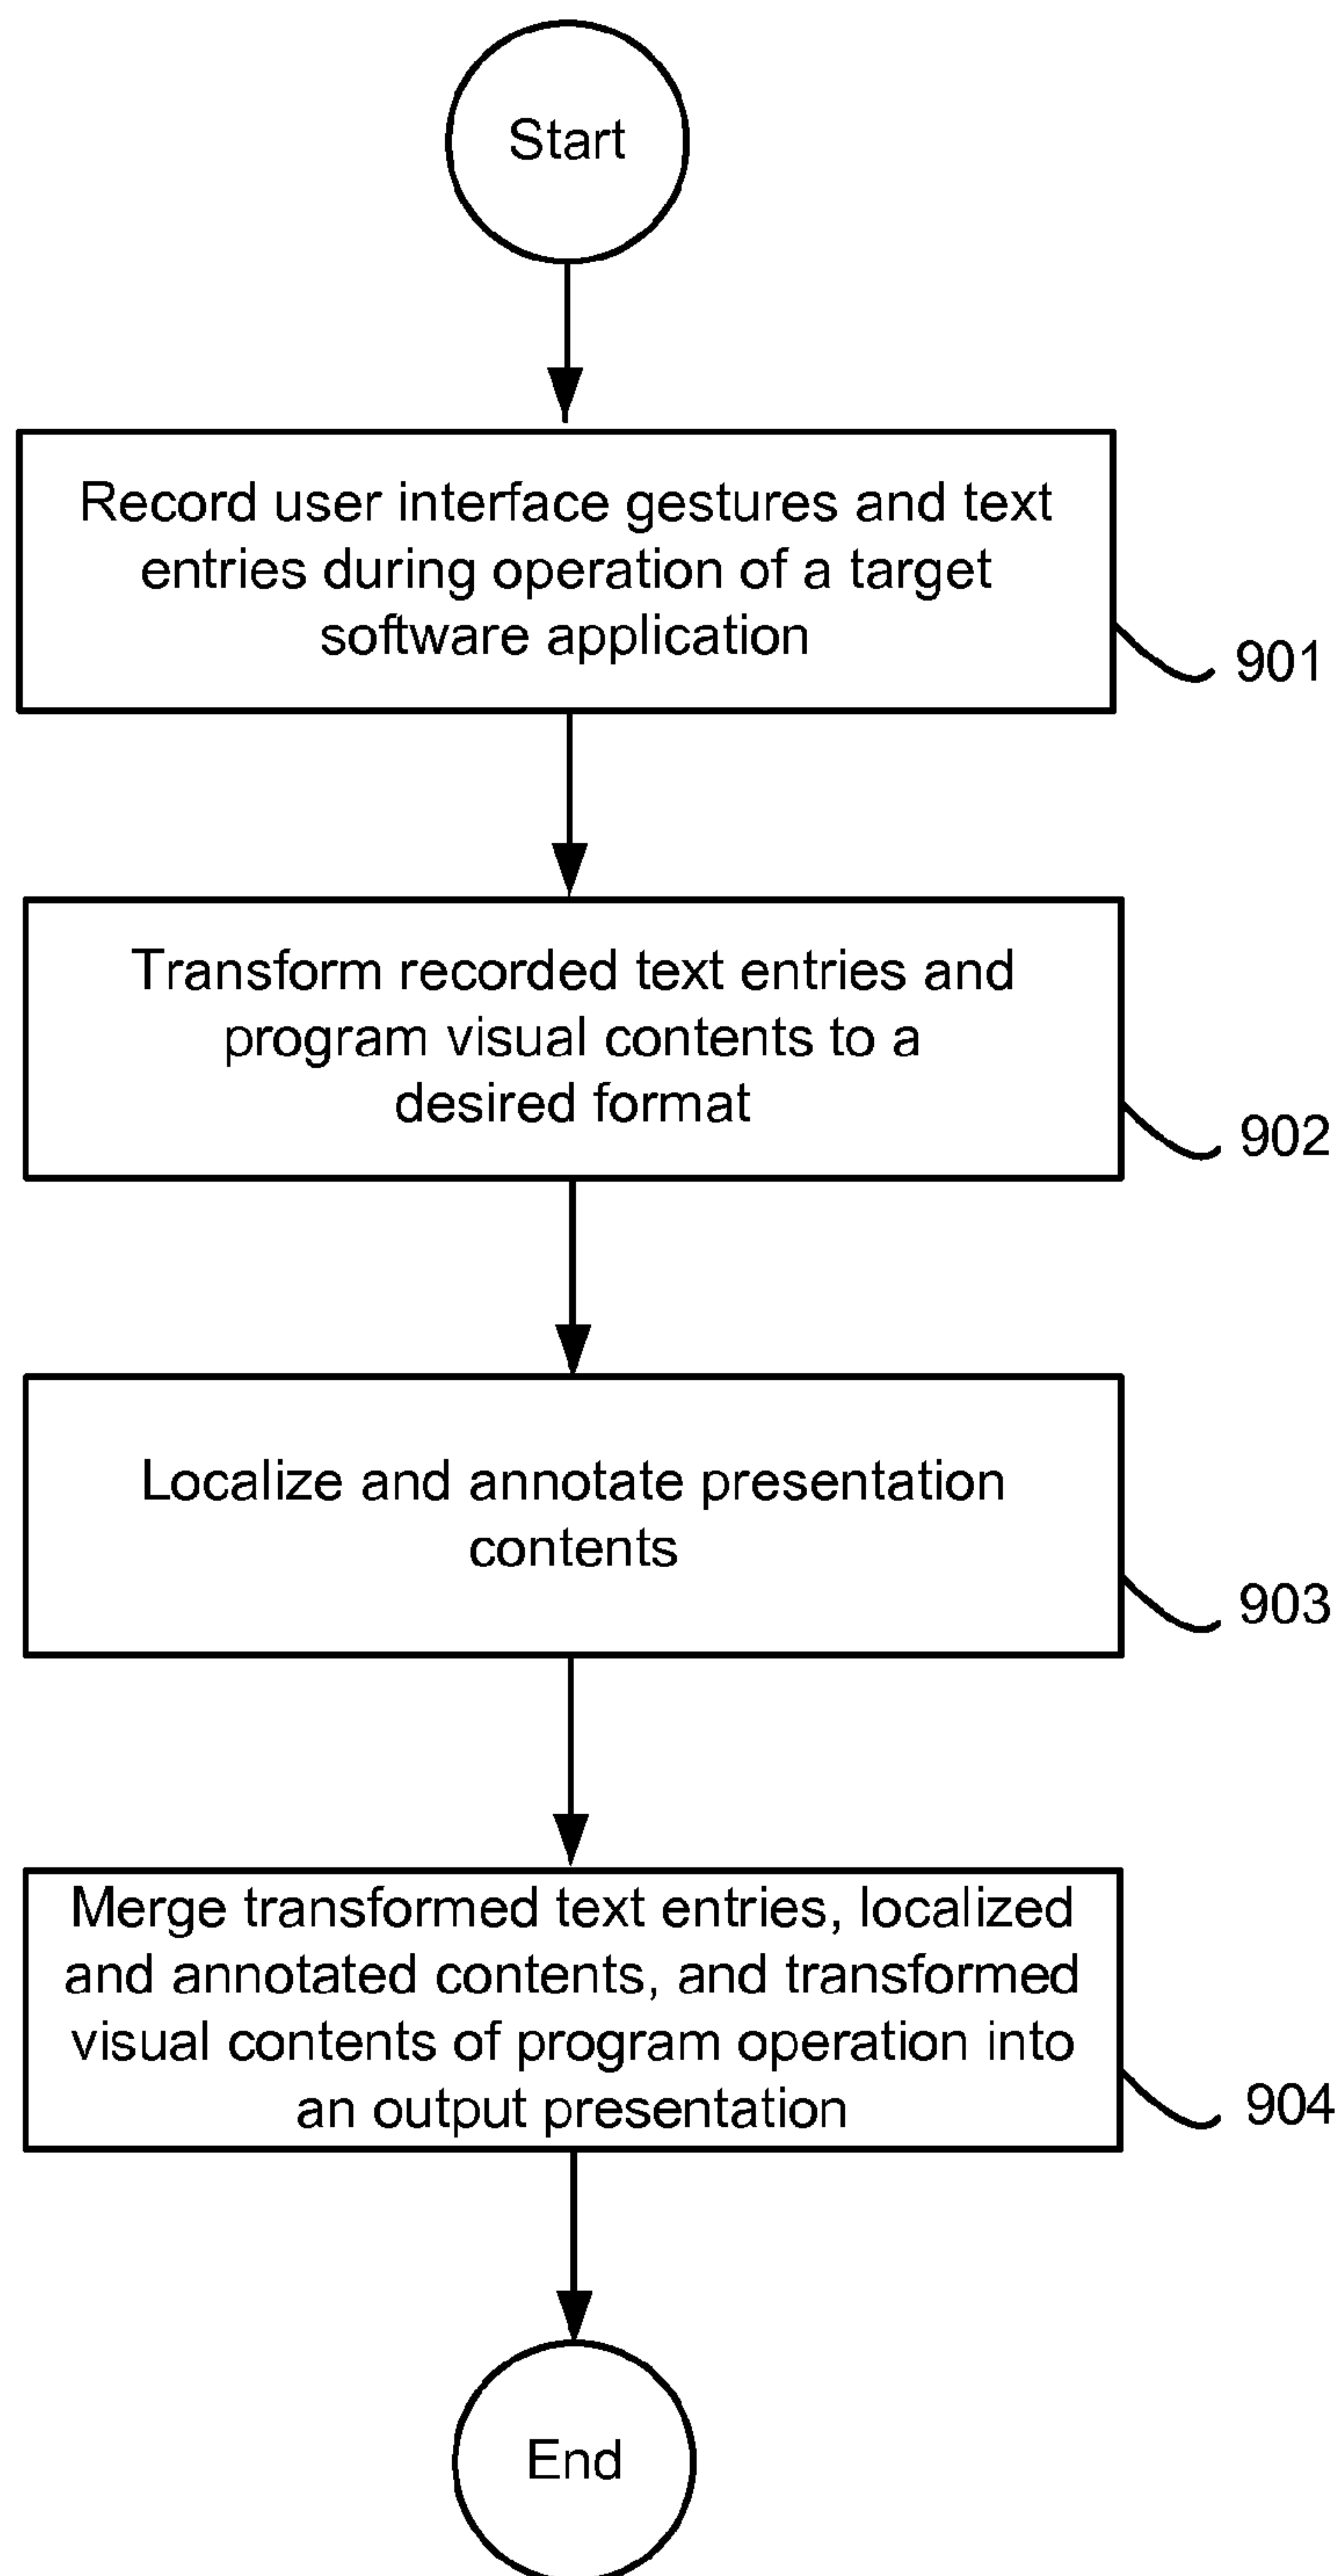 Start
Record user interface gestures and text
entries during operation of a target
software application
901
Transform recorded text entries and
program visual contents to a
desired format
902
Localize and annotate presentation
contents
903
Merge transformed text entries, localized
and annotated contents, and transformed
visual contents of program operation into
an output presentation
904
End